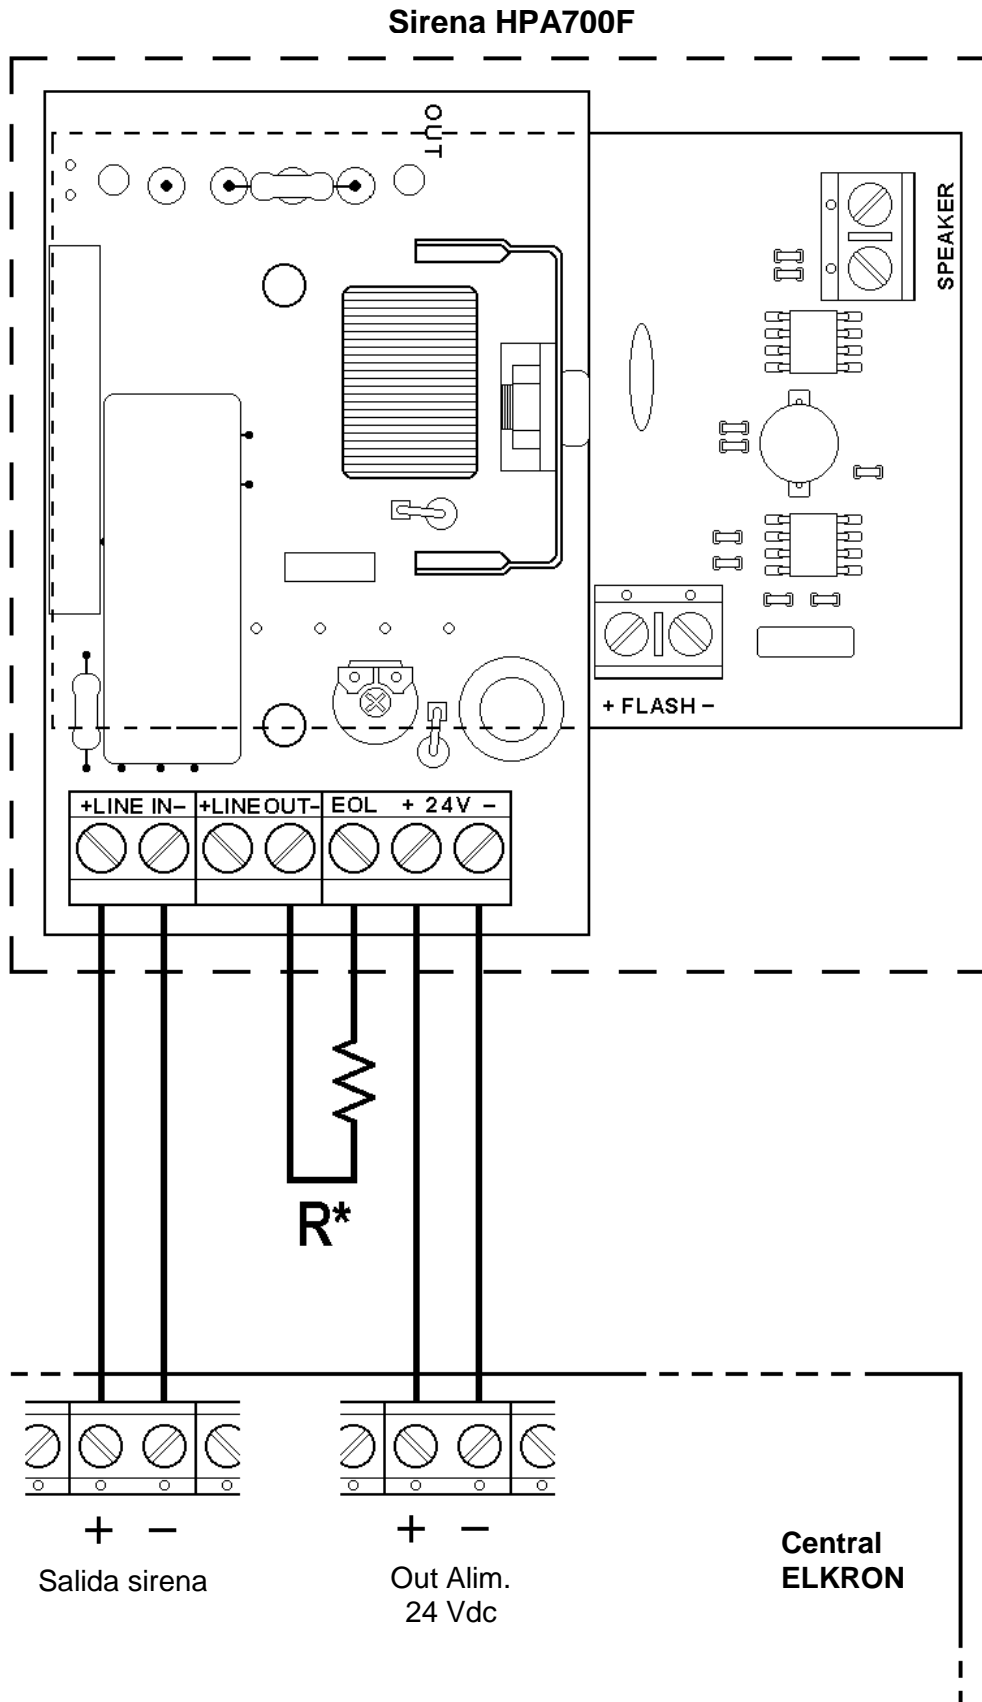 Sirena HPA700F
OUT
SPEAKER
+ FLASH -
+LINE IN- +LINE OUT- EOL + 24V -
R*
+ - + -
Salida sirena
Out Alim.
24 Vdc
Central
ELKRON